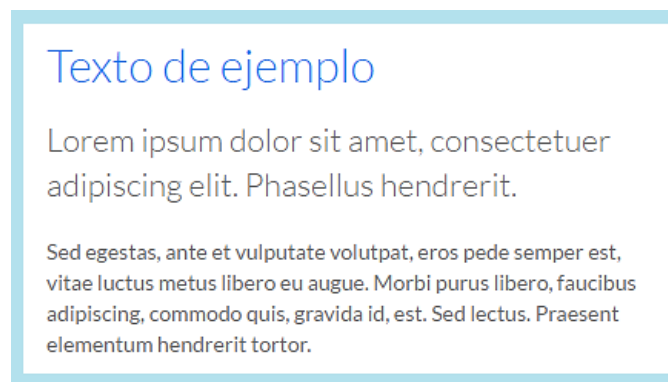 Texto de ejemplo
Lorem ipsum dolor sit amet, consectetuer
adipiscing elit. Phasellus hendrerit.
Sed egestas, ante et vulputate volutpat, eros pede semper est,
vitae luctus metus libero eu augue. Morbi purus libero, faucibus
adipiscing, commodo quis, gravida id, est. Sed lectus. Praesent
elementum hendrerit tortor.